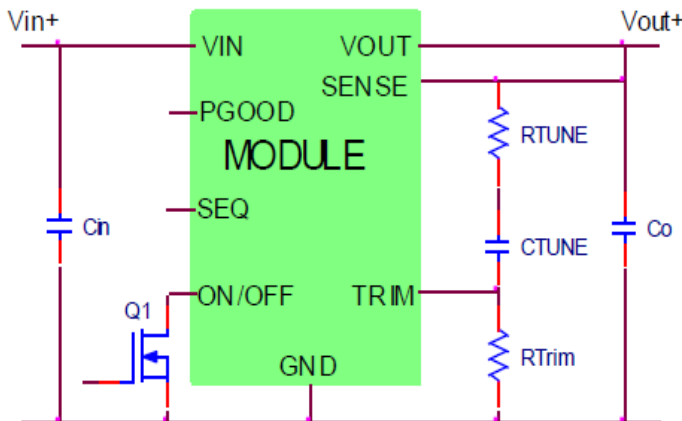 Vin+
Vout+
VIN
VOUT
SENSE
PGOOD
RTUNE
MODULE
SEQ
Cin
CTUNE
Co
ON/OFF
TRIM
Q1
RTrim
GND